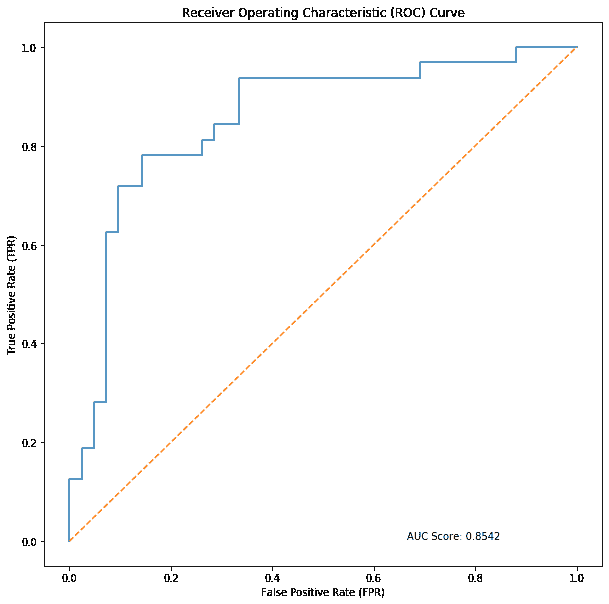 Receiver Operating Characteristic (ROC) Curve
1.0
0.8
0.6
0.4
0.2
0.0
True Positive Rate (TPR)
AUC Score: 0.8542
0.0 0.2 0.4 0.6 0.8 1.0
False Positive Rate (FPR)